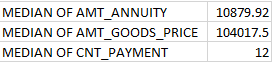 MEDIAN OF AMT_ANNUITY 10879.92
MEDIAN OF AMT_GOODS_PRICE 104017.5
MEDIAN OF CNT_PAYMENT 12